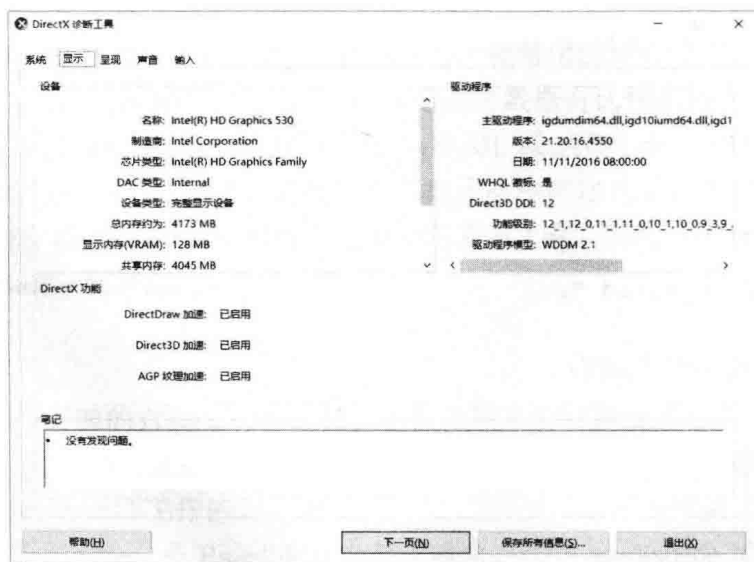 DirectX 诊断工具
系统 显示 呈现 声音 输入
设备
名称: Intel(R) HD Graphics 530
制造商: Intel Corporation
芯片类型: Intel(R) HD Graphics Family
DAC 类型: Internal
设备类型: 完整显示设备
总内存约为: 4173 MB
显示内存(VRAM): 128 MB
共享内存: 4045 MB
驱动程序
主驱动程序: igdumdim64.dll,igd10iumd64.dll,igd1
版本: 21.20.16.4550
日期: 11/11/2016 08:00:00
WHQL 徽标: 是
Direct3D DDI: 12
功能级别: 12_1,12_0,11_1,11_0,10_1,10_0,9_3,9_
驱动程序模型: WDDM 2.1
DirectX 功能
DirectDraw 加速: 已启用
Direct3D 加速: 已启用
AGP 纹理加速: 已启用
笔记
• 没有发现问题。
帮助(H) 下一页(N) 保存所有信息(S)... 退出(X)